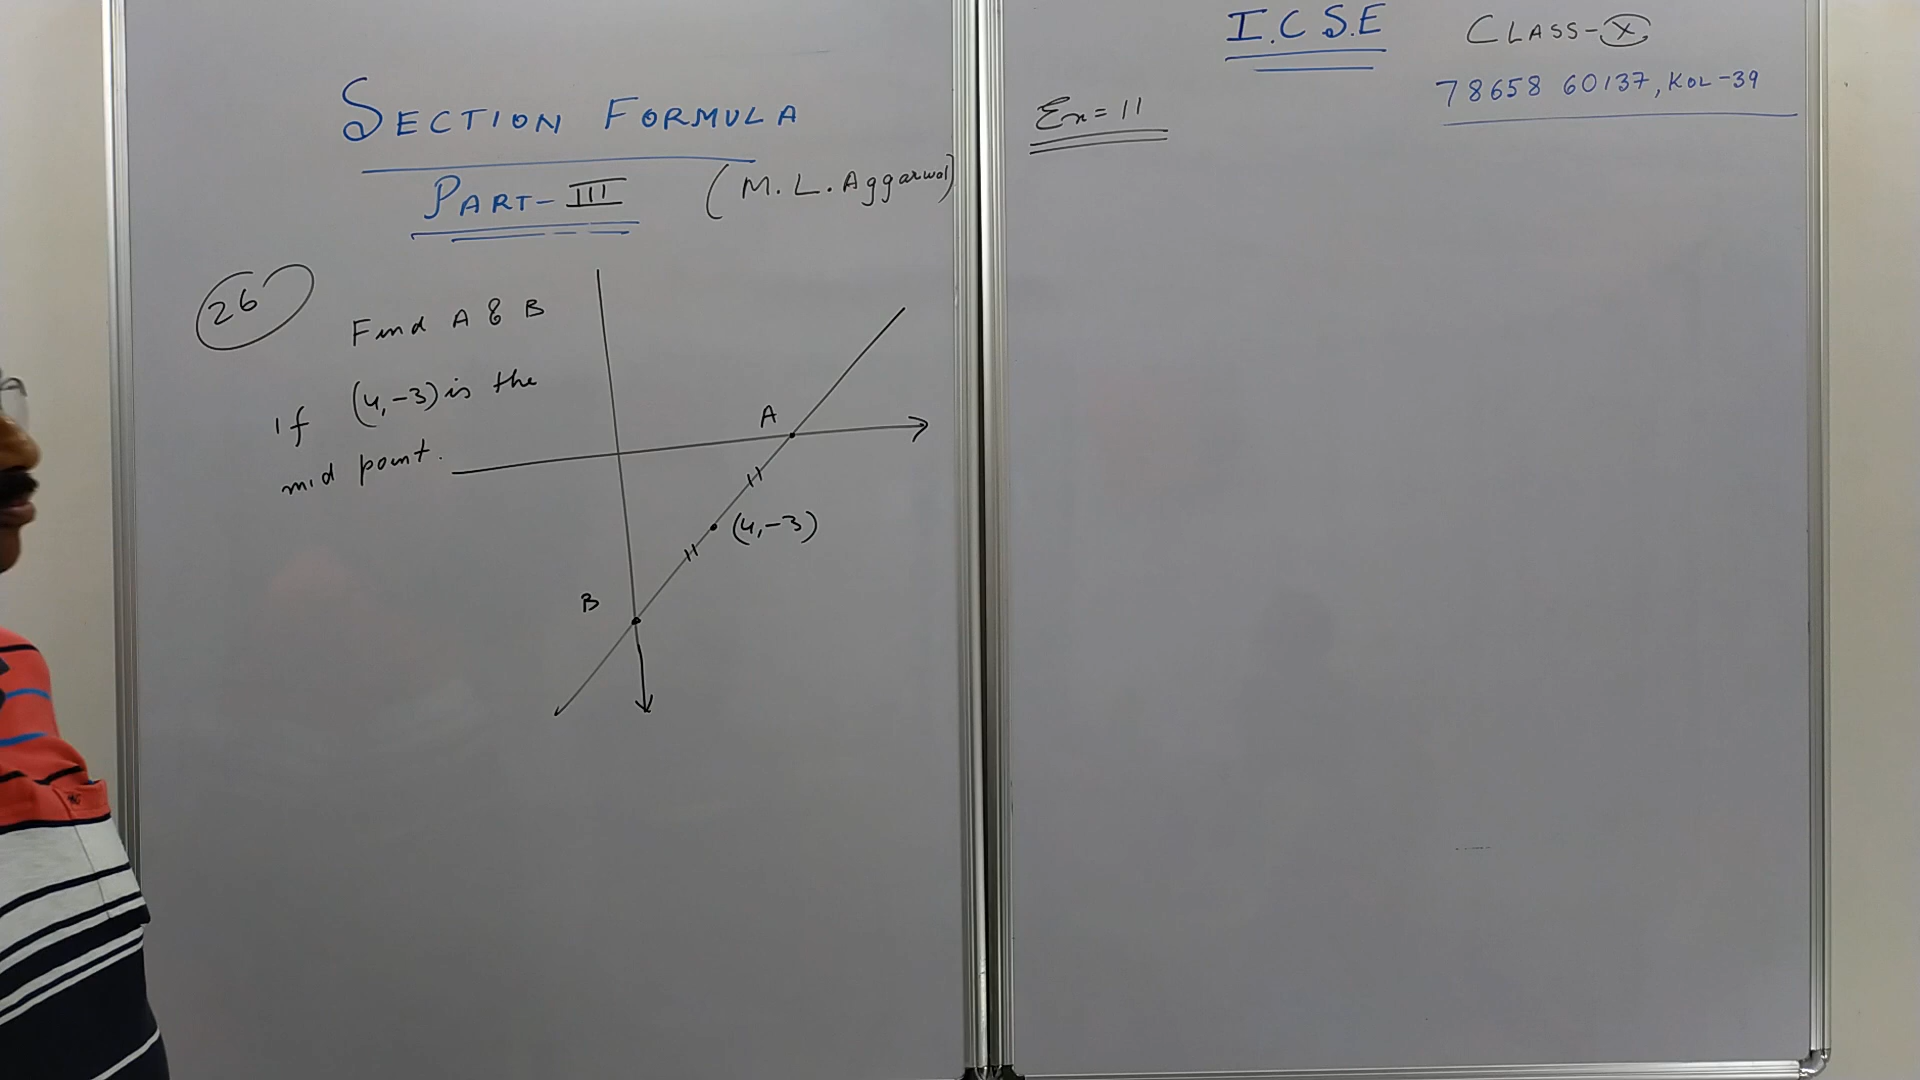 SECTION FORMULA
PART-III (M.L.Aggarwal)
26
Find A & B
If (4,-3) is the
mid point.
A
(4,-3)
B
I.C.S.E CLASS-X
78658 60137, KOL-39
Ex=11